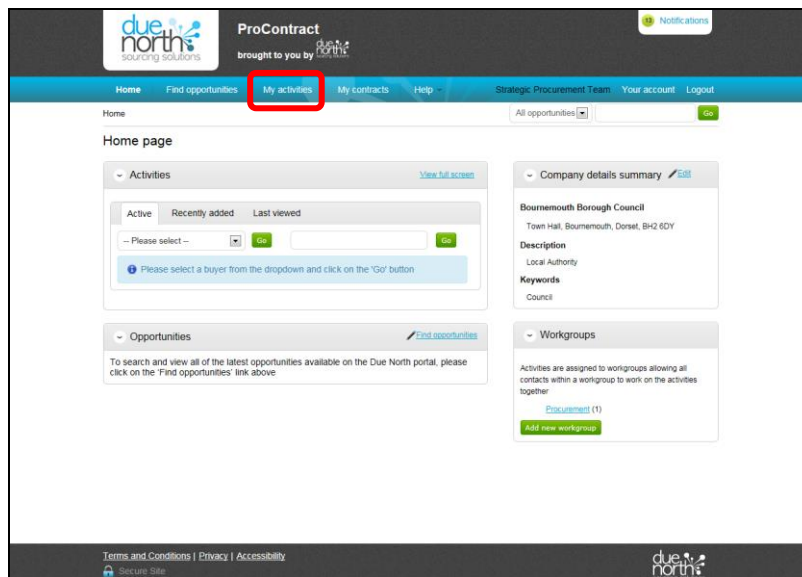 due north
sourcing solutions
ProContract
brought to you by due north
12 Notifications
Home Find opportunities My activities My contracts Help Strategic Procurement Team Your account Logout
Home
All opportunities Go
Home page
Activities View full screen
Active Recently added Last viewed
-- Please select -- Go Go
Please select a buyer from the dropdown and click on the 'Go' button
Opportunities Find opportunities
To search and view all of the latest opportunities available on the Due North portal, please
click on the 'Find opportunities' link above
Company details summary Edit
Bournemouth Borough Council
Town Hall, Bournemouth, Dorset, BH2 6DY
Description
Local Authority
Keywords
Council
Workgroups
Activities are assigned to workgroups allowing all
contacts within a workgroup to work on the activities
together
Procurement (1)
Add new workgroup
Terms and Conditions | Privacy | Accessibility
Secure Site
due north